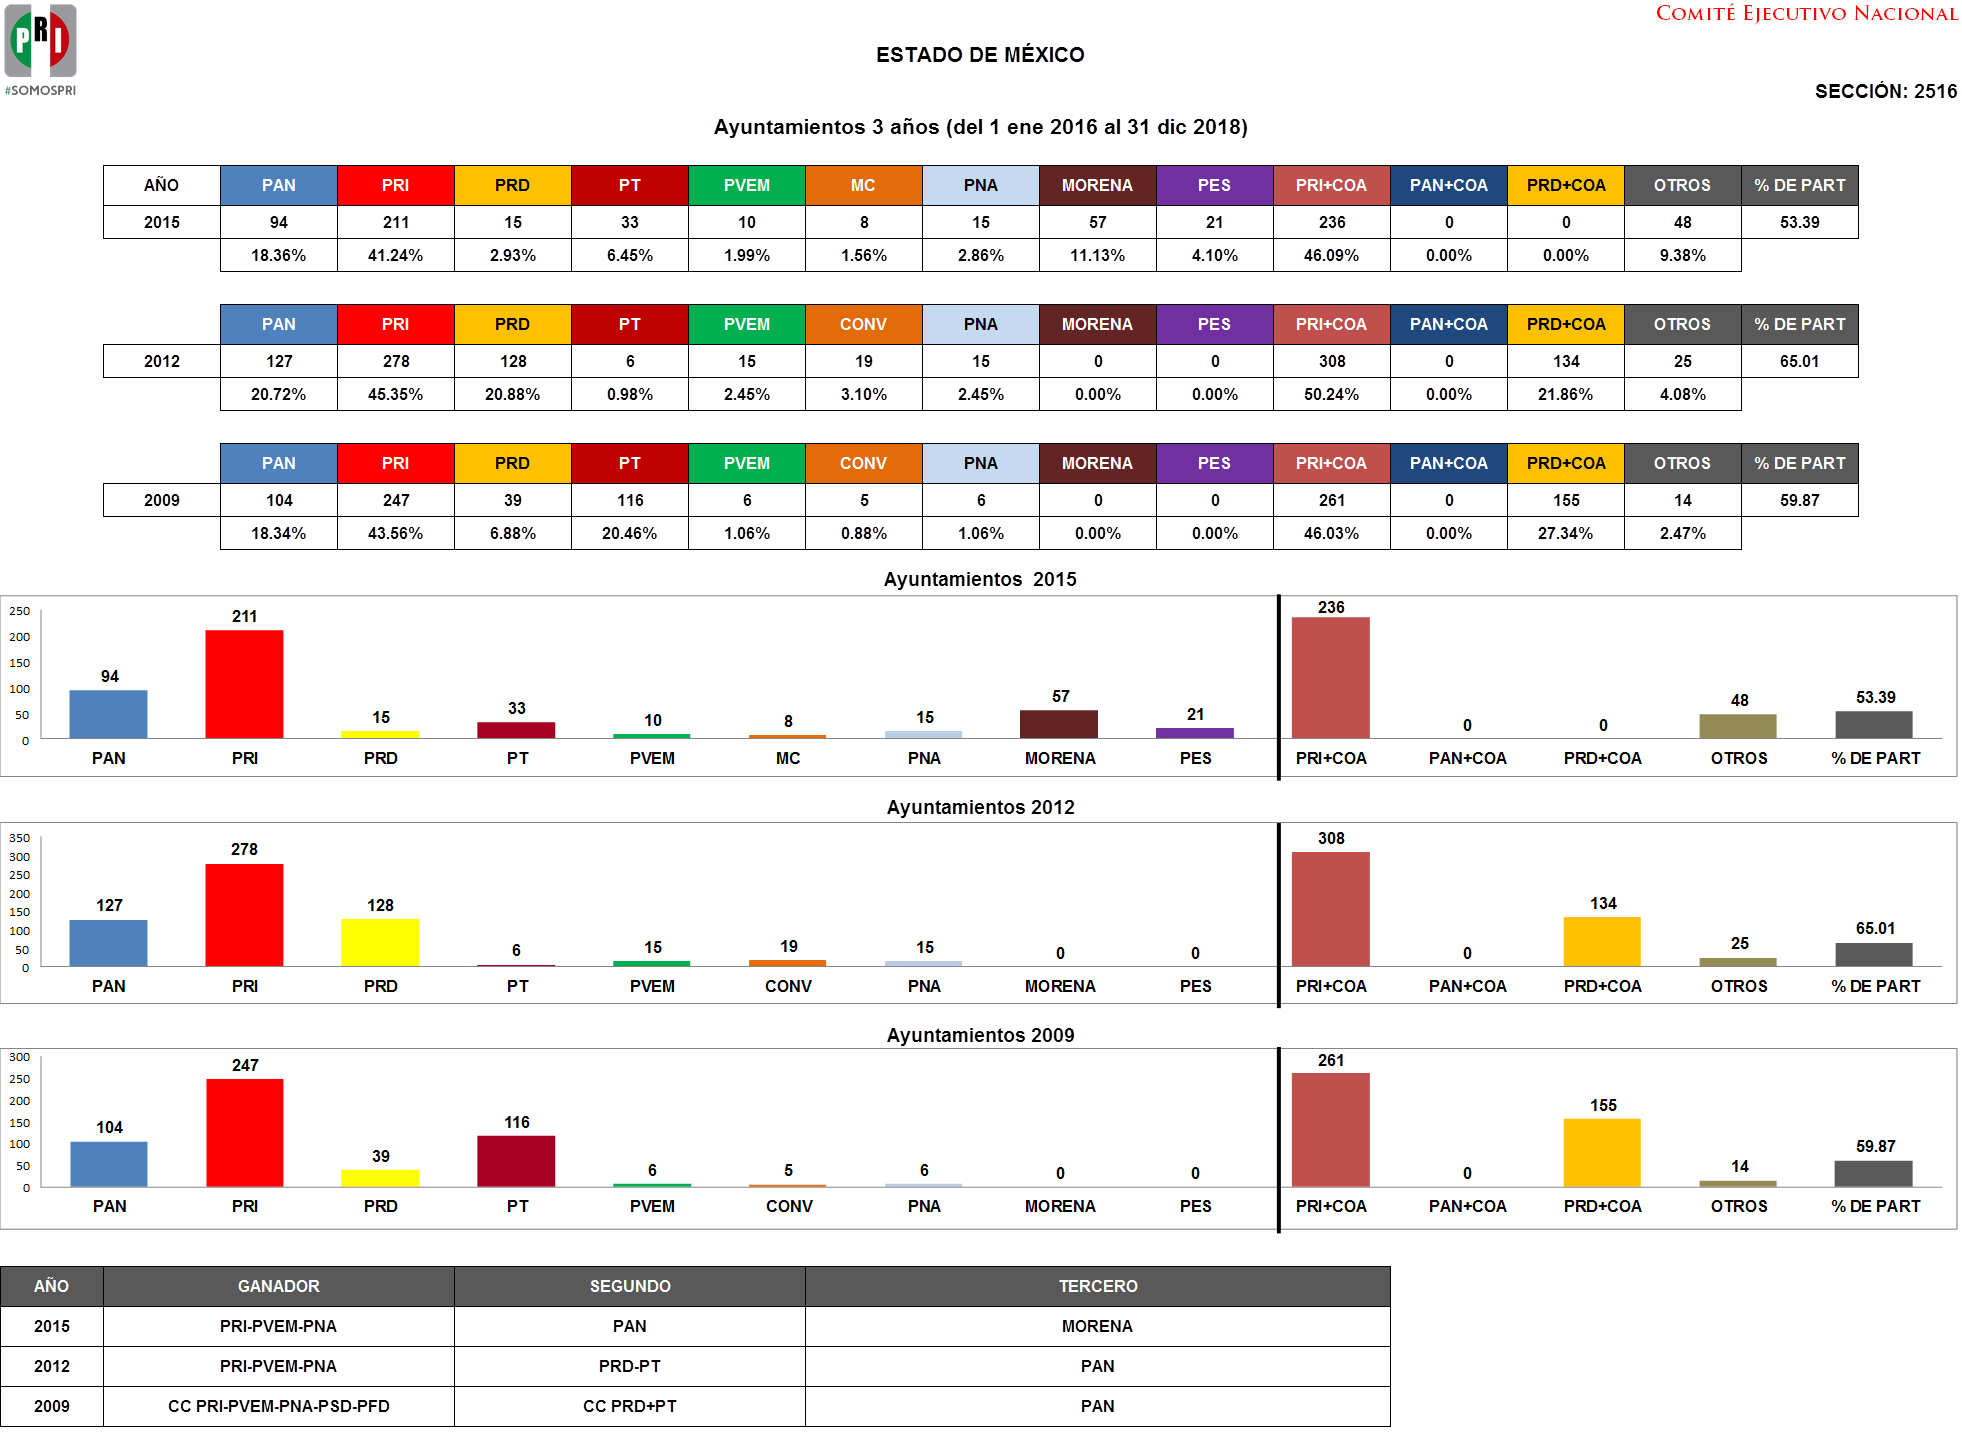 PRI
#SOMOSPRI
COMITÉ EJECUTIVO NACIONAL
ESTADO DE MÉXICO
SECCIÓN: 2516
Ayuntamientos 3 años (del 1 ene 2016 al 31 dic 2018)
AÑO PAN PRI PRD PT PVEM MC PNA MORENA PES PRI+COA PAN+COA PRD+COA OTROS % DE PART
2015 94 211 15 33 10 8 15 57 21 236 0 0 48 53.39
18.36% 41.24% 2.93% 6.45% 1.99% 1.56% 2.86% 11.13% 4.10% 46.09% 0.00% 0.00% 9.38%
PAN PRI PRD PT PVEM CONV PNA MORENA PES PRI+COA PAN+COA PRD+COA OTROS % DE PART
2012 127 278 128 6 15 19 15 0 0 308 0 134 25 65.01
20.72% 45.35% 20.88% 0.98% 2.45% 3.10% 2.45% 0.00% 0.00% 50.24% 0.00% 21.86% 4.08%
PAN PRI PRD PT PVEM CONV PNA MORENA PES PRI+COA PAN+COA PRD+COA OTROS % DE PART
2009 104 247 39 116 6 5 6 0 0 261 0 155 14 59.87
18.34% 43.56% 6.88% 20.46% 1.06% 0.88% 1.06% 0.00% 0.00% 46.03% 0.00% 27.34% 2.47%
Ayuntamientos 2015
250
200
150
100
50
0
94 211 15 33 10 8 15 57 21 236 0 0 48 53.39
PAN PRI PRD PT PVEM MC PNA MORENA PES PRI+COA PAN+COA PRD+COA OTROS % DE PART
Ayuntamientos 2012
350
300
250
200
150
100
50
0
127 278 128 6 15 19 15 0 0 308 0 134 25 65.01
PAN PRI PRD PT PVEM CONV PNA MORENA PES PRI+COA PAN+COA PRD+COA OTROS % DE PART
Ayuntamientos 2009
300
250
200
150
100
50
0
104 247 39 116 6 5 6 0 0 261 0 155 14 59.87
PAN PRI PRD PT PVEM CONV PNA MORENA PES PRI+COA PAN+COA PRD+COA OTROS % DE PART
AÑO GANADOR SEGUNDO TERCERO
2015 PRI-PVEM-PNA PAN MORENA
2012 PRI-PVEM-PNA PRD-PT PAN
2009 CC PRI-PVEM-PNA-PSD-PFD CC PRD+PT PAN